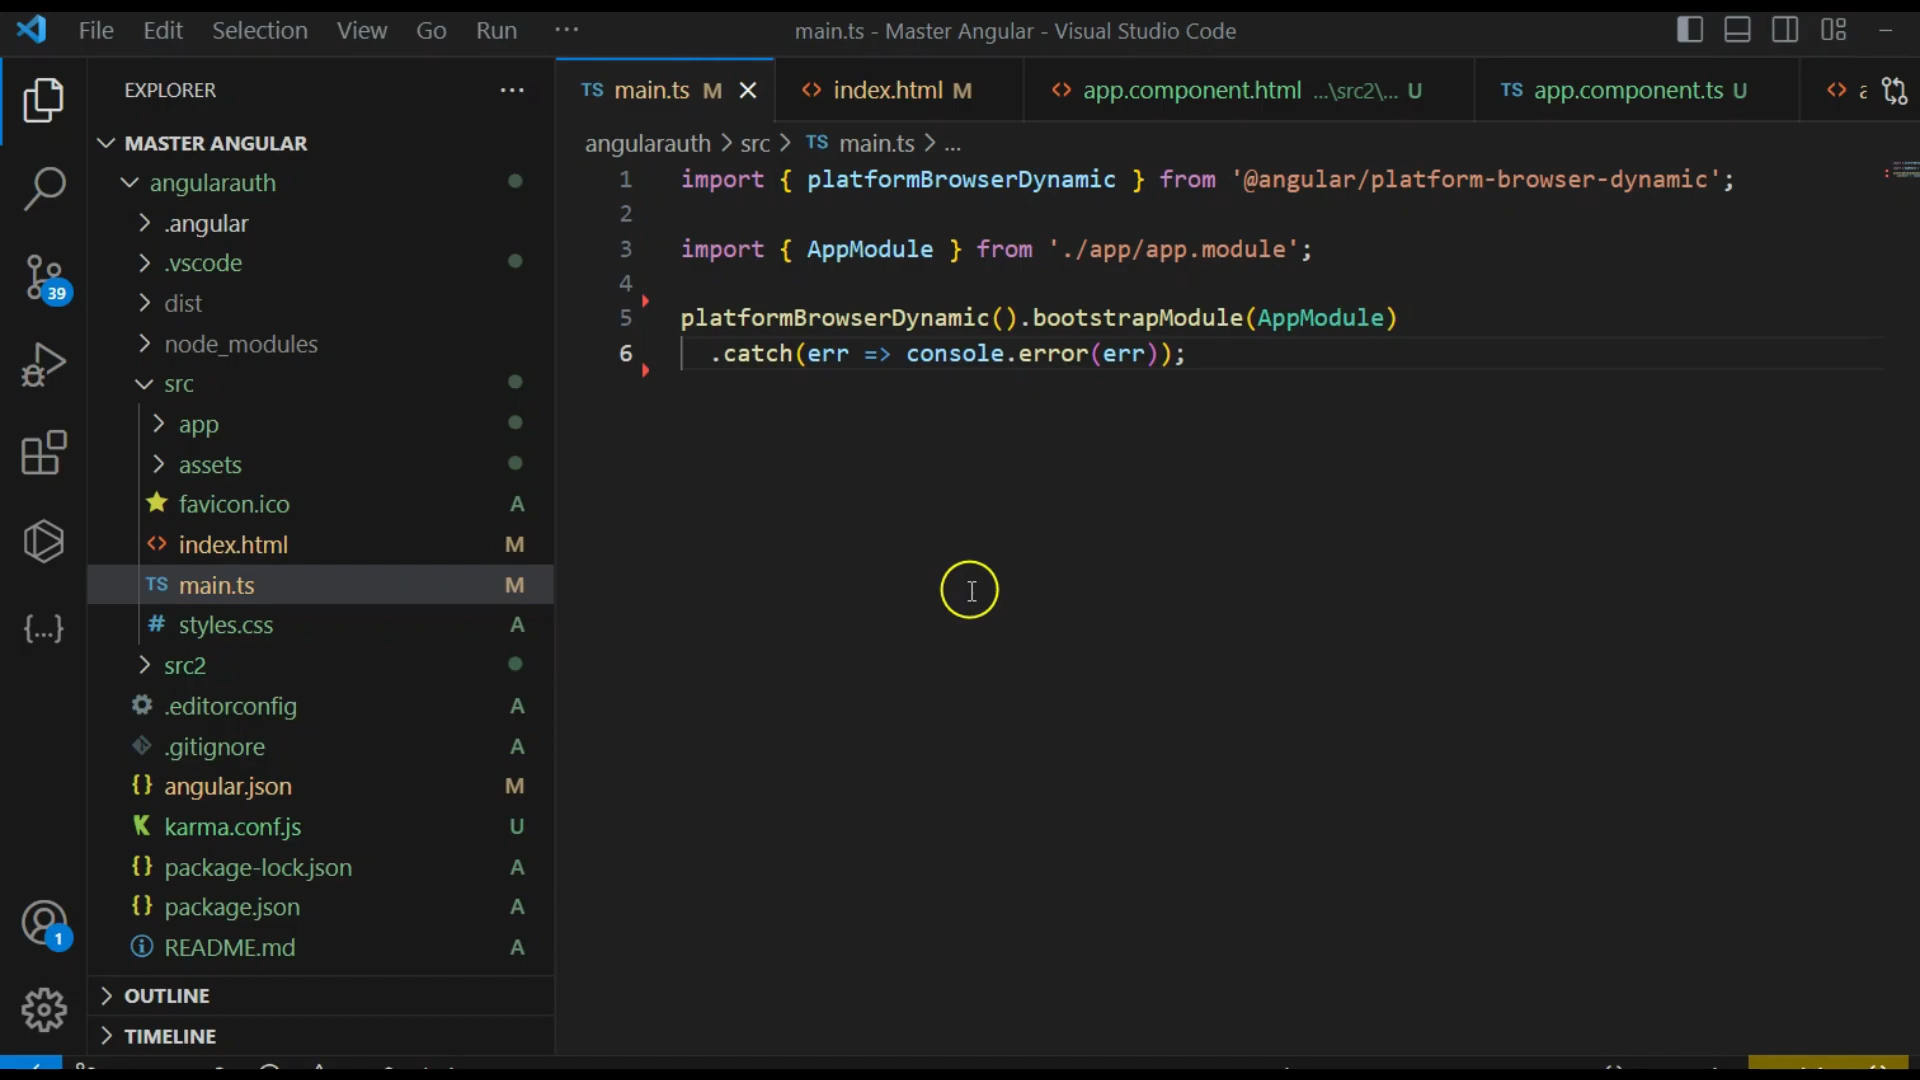 File Edit Selection View Go Run ···
main.ts - Master Angular - Visual Studio Code
EXPLORER ···
MASTER ANGULAR
angularauth
.angular
.vscode
dist
node_modules
src
app
assets
favicon.ico A
index.html M
TS main.ts M
# styles.css A
src2
.editorconfig A
.gitignore A
{} angular.json M
K karma.conf.js U
{} package-lock.json A
{} package.json A
README.md A
OUTLINE
TIMELINE
39
{...}
1
TS main.ts M <> index.html M <> app.component.html ...\src2\... U TS app.component.ts U <> a
angularauth > src > TS main.ts > ...
1 import { platformBrowserDynamic } from '@angular/platform-browser-dynamic';
2
3 import { AppModule } from './app/app.module';
4
5 platformBrowserDynamic().bootstrapModule(AppModule)
6 .catch(err => console.error(err));